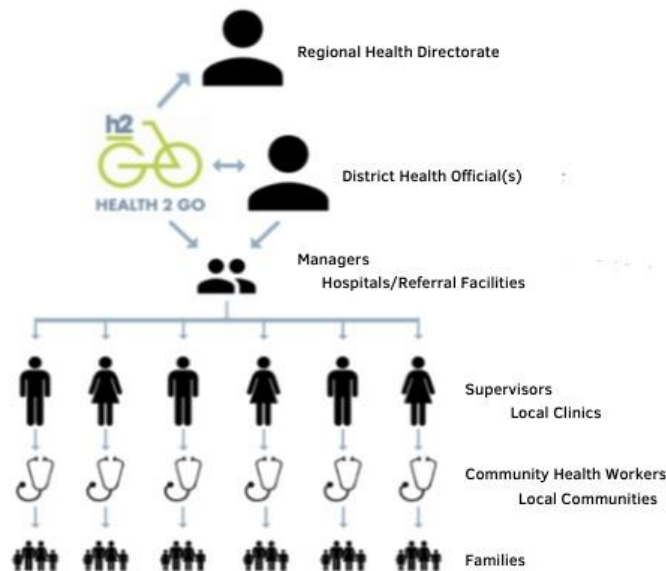 Regional Health Directorate
h2
HEALTH 2 GO
District Health Official(s)
Managers
Hospitals/Referral Facilities
Supervisors
Local Clinics
Community Health Workers
Local Communities
Families